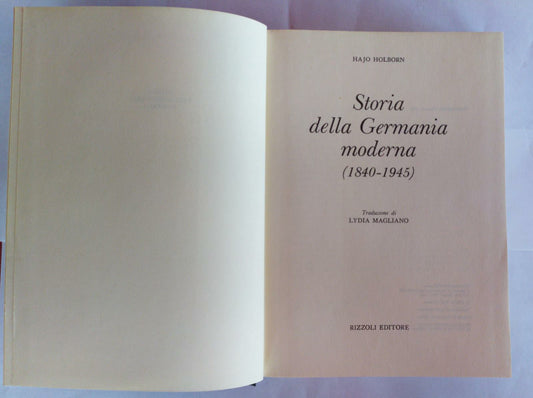 HAJO HOLBORN
Storia
della Germania
moderna
(1840-1945)
Traduzione di
LYDIA MAGLIANO
RIZZOLI EDITORE